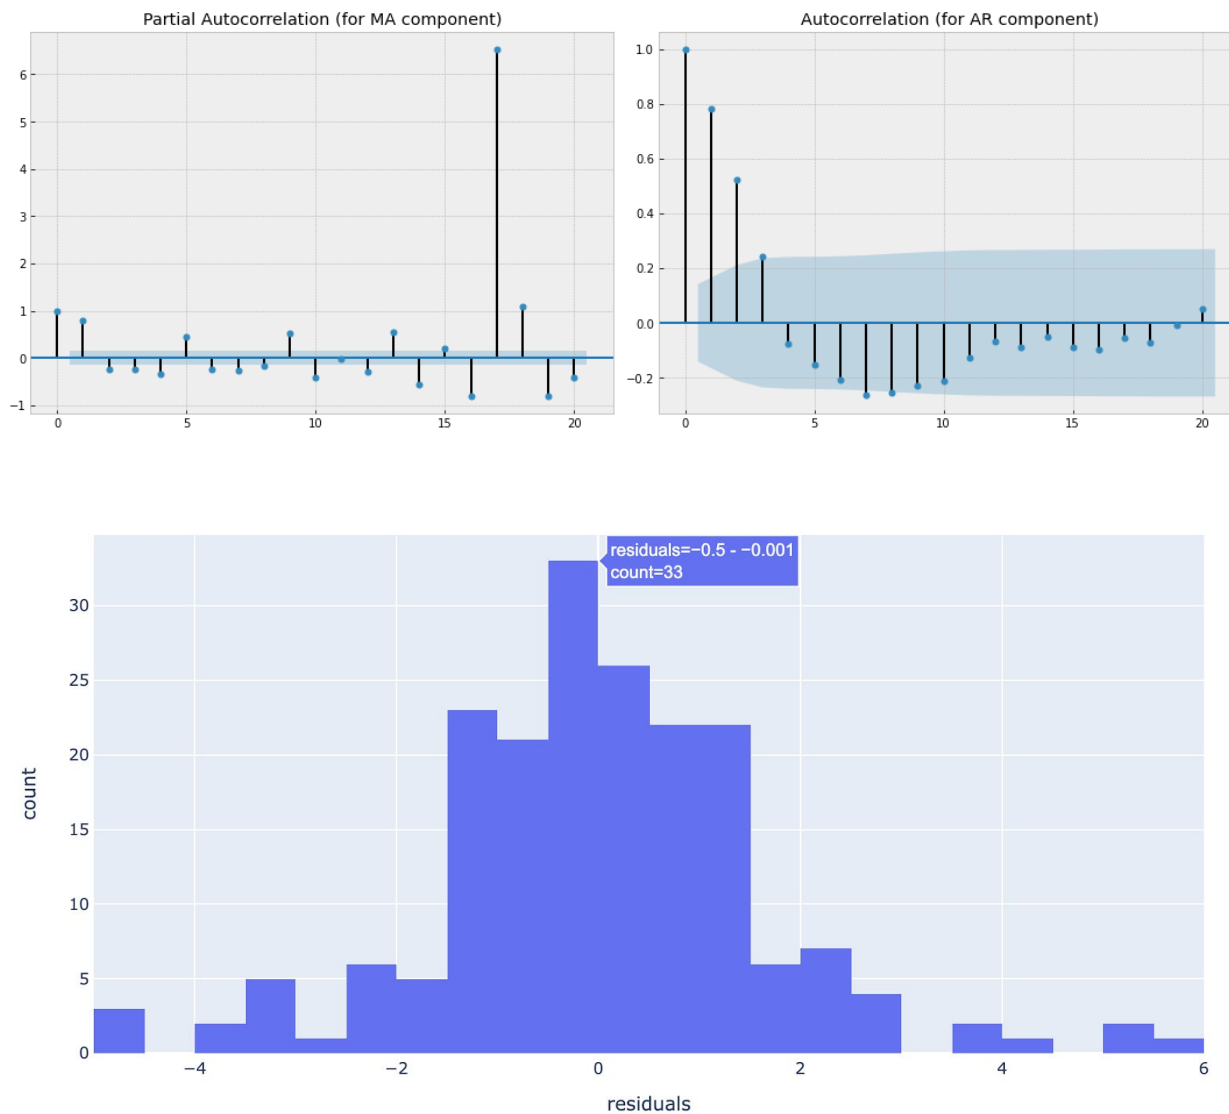 Partial Autocorrelation (for MA component)
6
5
4
3
2
1
0
−1
0 5 10 15 20
Autocorrelation (for AR component)
1.0
0.8
0.6
0.4
0.2
0.0
−0.2
0 5 10 15 20
residuals=−0.5 - −0.001
count=33
count
30
25
20
15
10
5
0
−4 −2 0 2 4 6
residuals